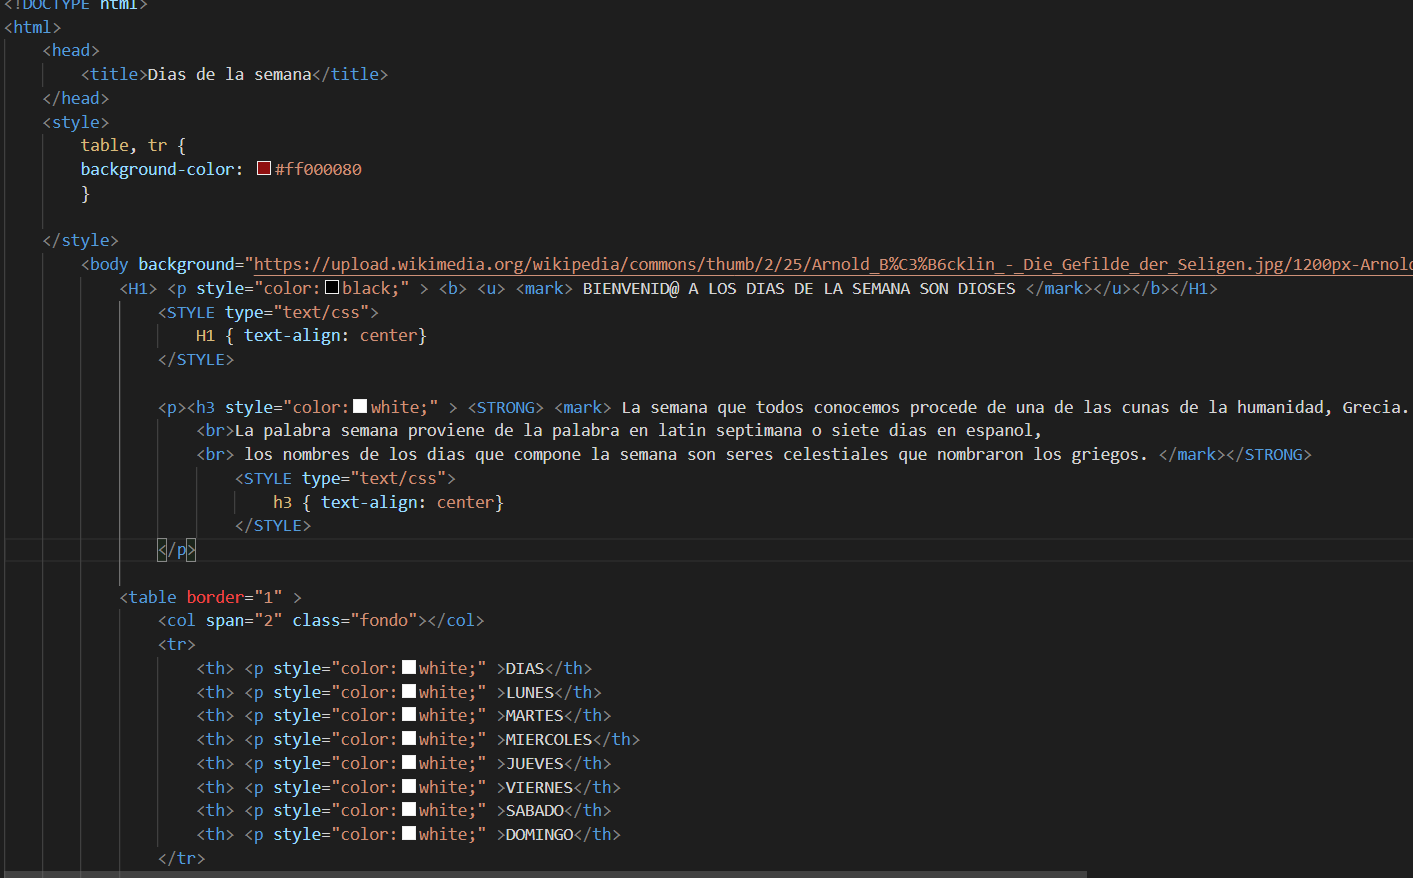 <!DOCTYPE html>
<html>
<head>
<title>Dias de la semana</title>
</head>
<style>
table, tr {
background-color: #ff000080
}
</style>
<body background="https://upload.wikimedia.org/wikipedia/commons/thumb/2/25/Arnold_B%C3%B6cklin_-_Die_Gefilde_der_Seligen.jpg/1200px-Arnold
<H1> <p style="color:black;" > <b> <u> <mark> BIENVENID@ A LOS DIAS DE LA SEMANA SON DIOSES </mark></u></b></H1>
<STYLE type="text/css">
H1 { text-align: center}
</STYLE>
<p><h3 style="color:white;" > <STRONG> <mark> La semana que todos conocemos procede de una de las cunas de la humanidad, Grecia.
<br>La palabra semana proviene de la palabra en latin septimana o siete dias en espanol,
<br> los nombres de los dias que compone la semana son seres celestiales que nombraron los griegos. </mark></STRONG>
<STYLE type="text/css">
h3 { text-align: center}
</STYLE>
</p>
<table border="1" >
<col span="2" class="fondo"></col>
<tr>
<th> <p style="color:white;" >DIAS</th>
<th> <p style="color:white;" >LUNES</th>
<th> <p style="color:white;" >MARTES</th>
<th> <p style="color:white;" >MIERCOLES</th>
<th> <p style="color:white;" >JUEVES</th>
<th> <p style="color:white;" >VIERNES</th>
<th> <p style="color:white;" >SABADO</th>
<th> <p style="color:white;" >DOMINGO</th>
</tr>